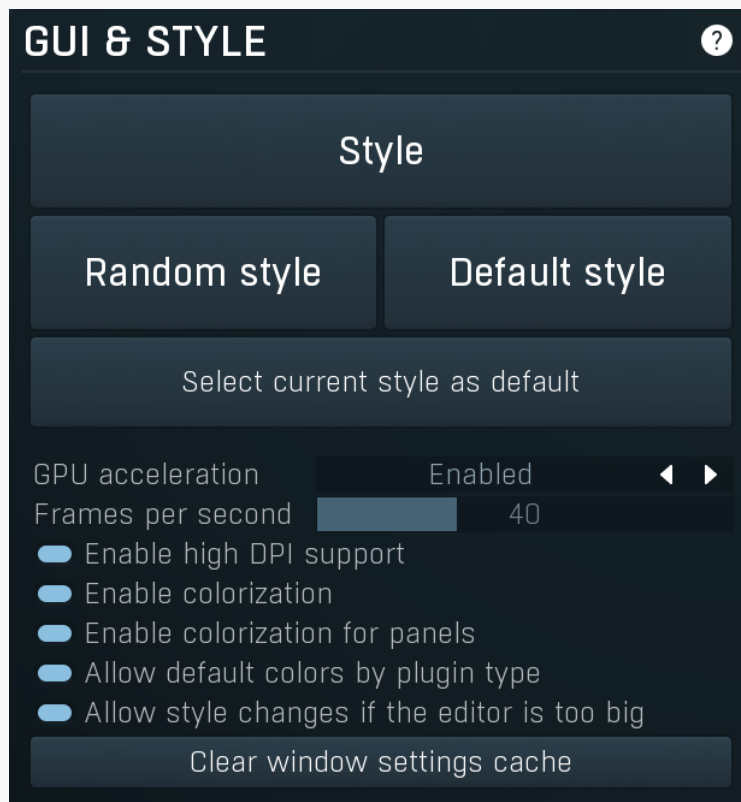 GUI & STYLE ?
Style
Random style Default style
Select current style as default
GPU acceleration Enabled
Frames per second 40
Enable high DPI support
Enable colorization
Enable colorization for panels
Allow default colors by plugin type
Allow style changes if the editor is too big
Clear window settings cache